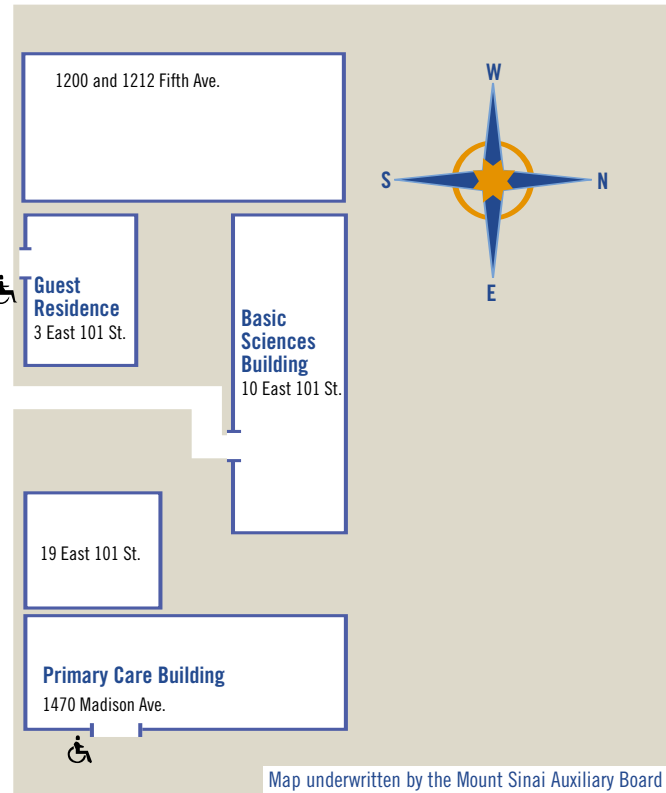 1200 and 1212 Fifth Ave.
W
S
N
E
Guest
Residence
3 East 101 St.
Basic
Sciences
Building
10 East 101 St.
19 East 101 St.
Primary Care Building
1470 Madison Ave.
Map underwritten by the Mount Sinai Auxiliary Board